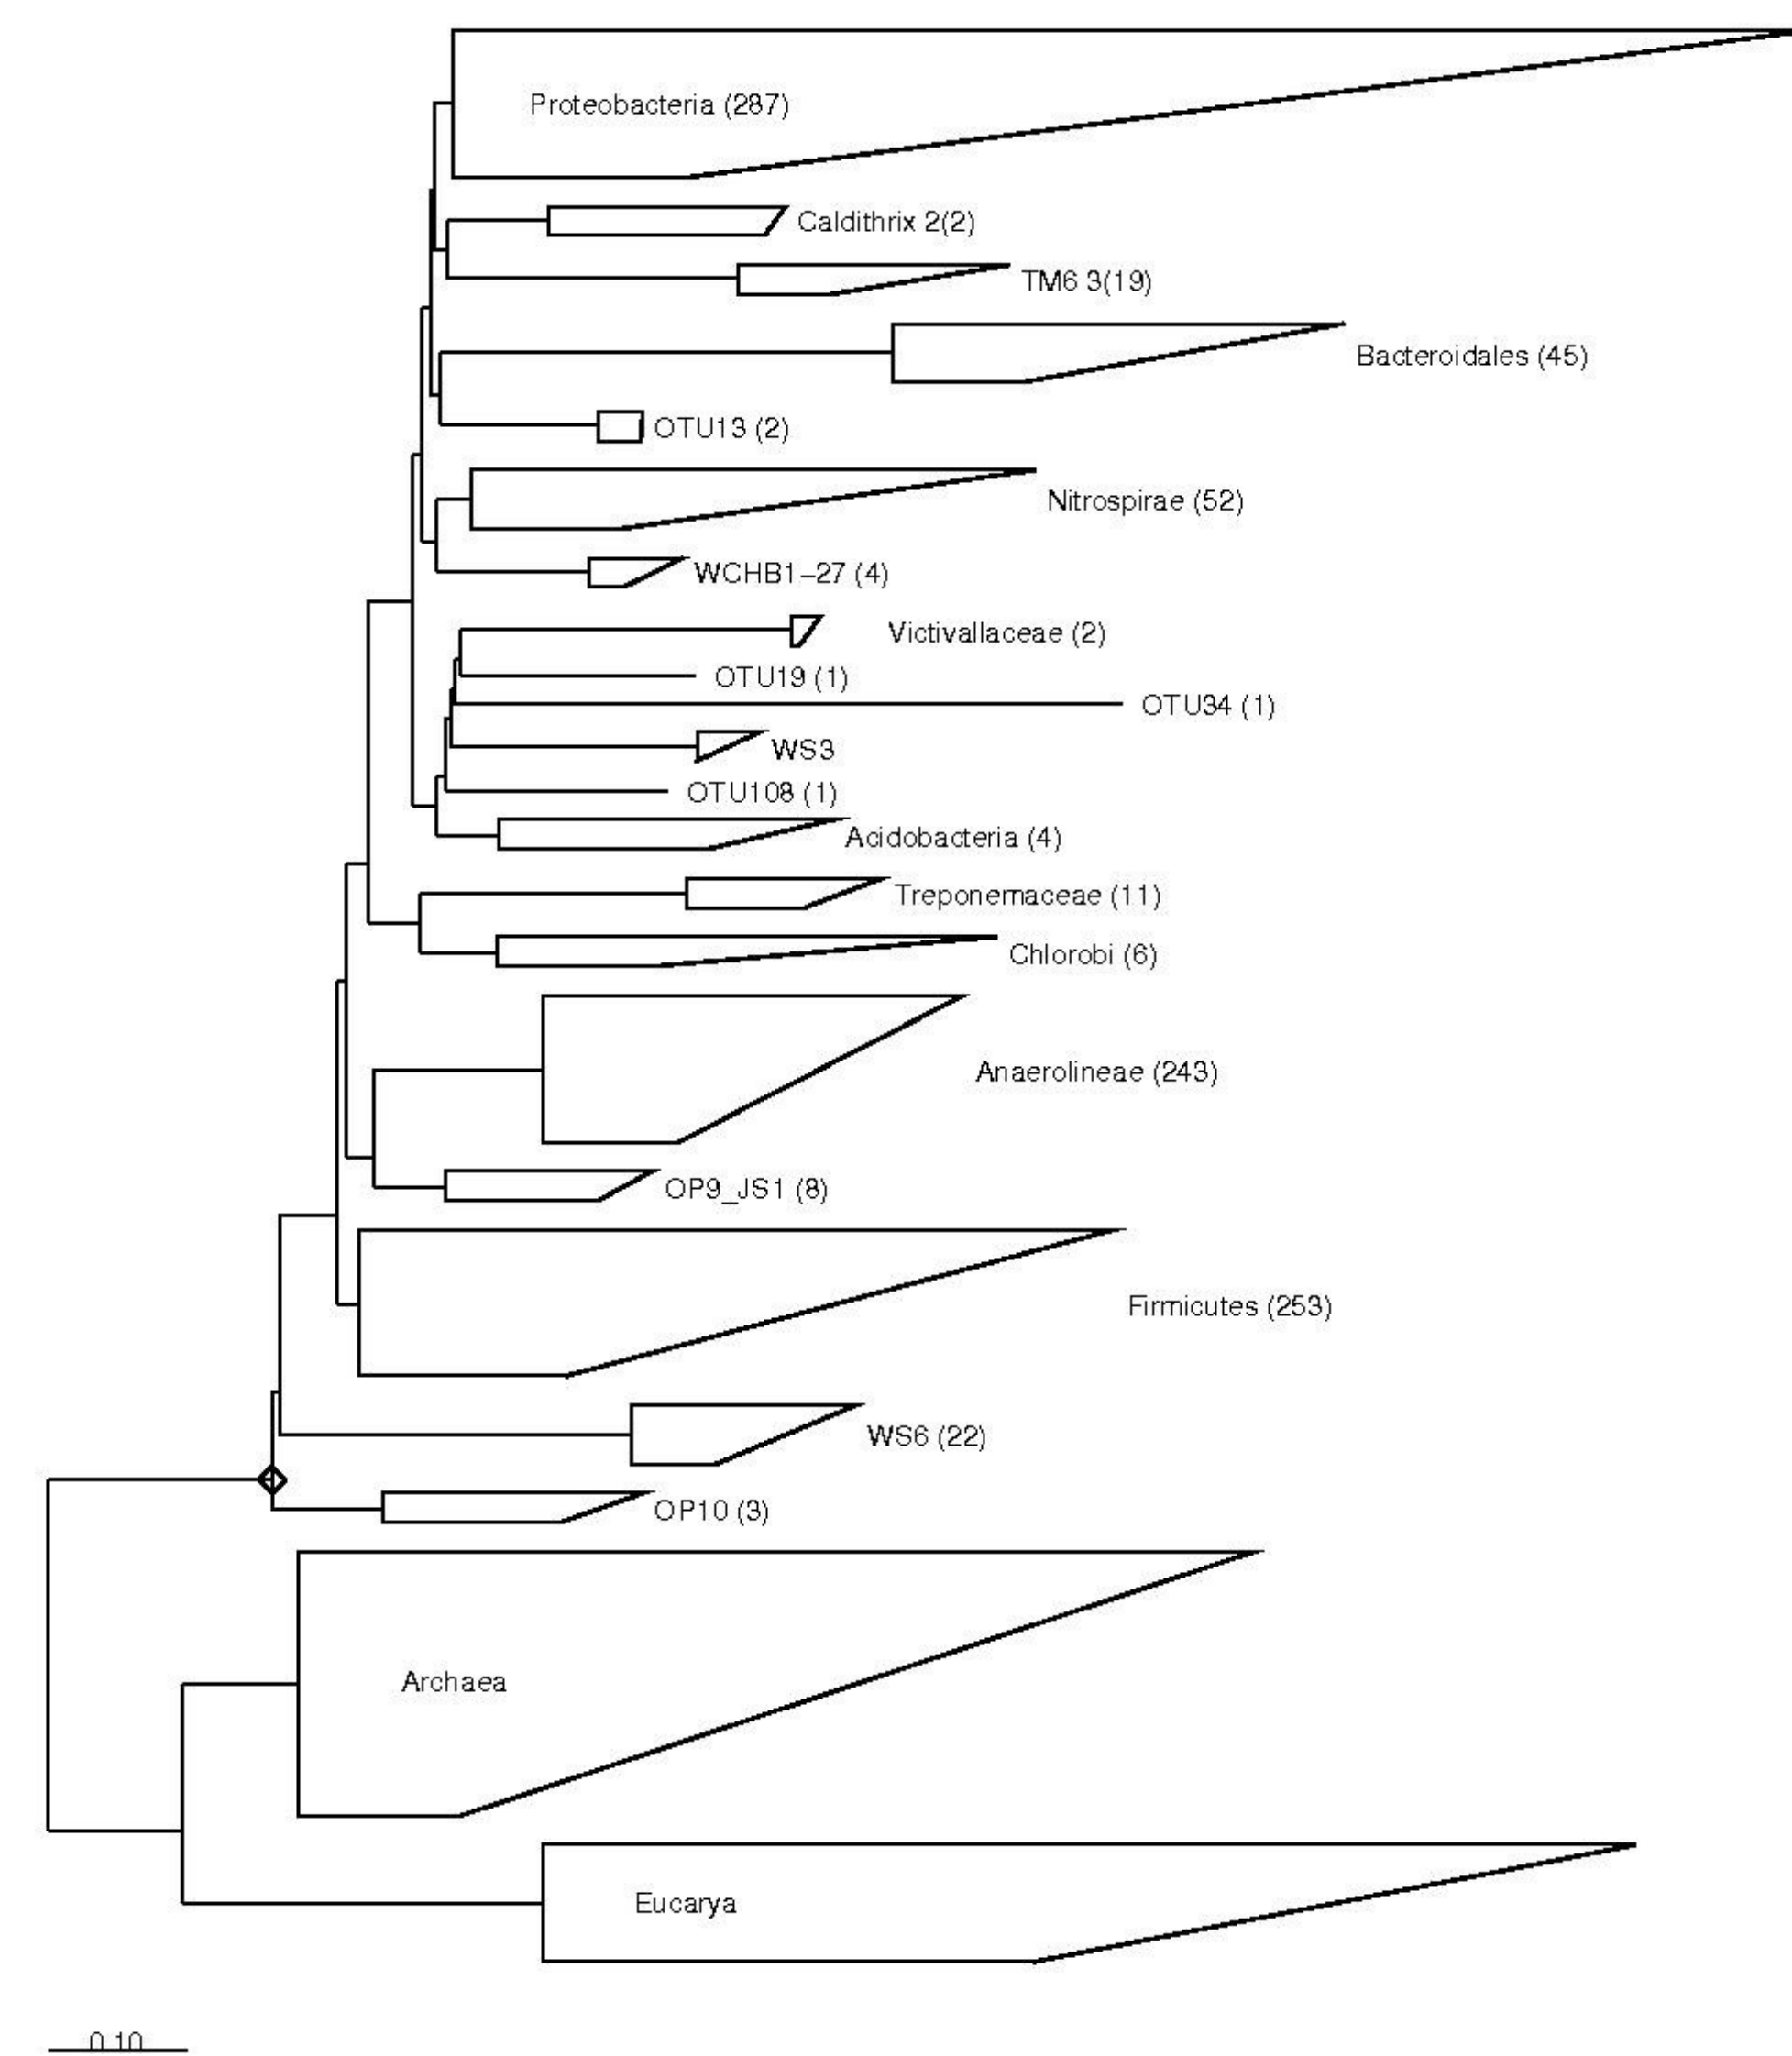 Proteobacteria (287)
Caldithrix 2(2)
TM6 3(19)
Bacteroidales (45)
OTU13 (2)
Nitrospirae (52)
WCHB1-27 (4)
Victivallaceae (2)
OTU19 (1)
OTU34 (1)
WS3
OTU108 (1)
Acidobacteria (4)
Treponemaceae (11)
Chlorobi (6)
Anaerolineae (243)
OP9_JS1 (8)
Firmicutes (253)
WS6 (22)
OP10 (3)
Archaea
Eucarya
0.10